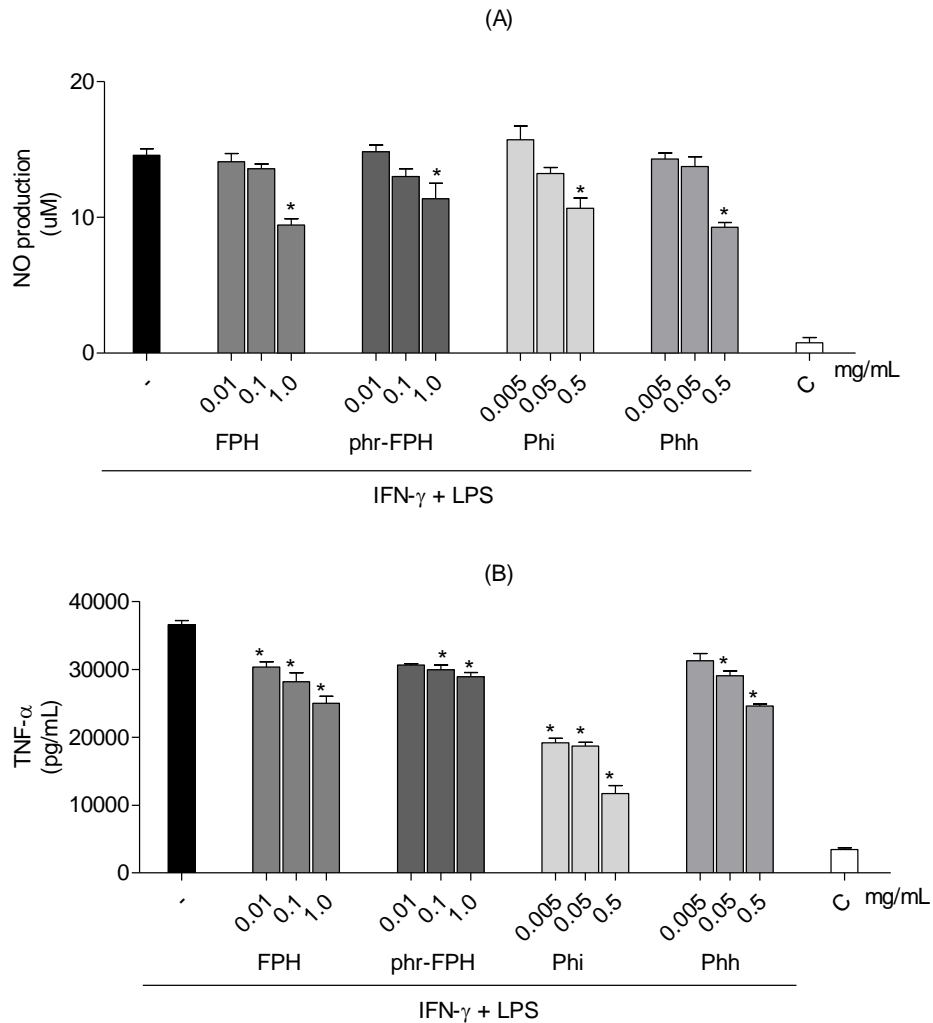 (A)
20
10
0
NO production
(uM)
* * * *
- 0.01 0.1 1.0 0.01 0.1 1.0 0.005 0.05 0.5 0.005 0.05 0.5 C mg/mL
FPH phr-FPH Phi Phh
IFN-γ + LPS
(B)
40000
30000
20000
10000
0
TNF-α
(pg/mL)
* * * * * * * * * *
- 0.01 0.1 1.0 0.01 0.1 1.0 0.005 0.05 0.5 0.005 0.05 0.5 C mg/mL
FPH phr-FPH Phi Phh
IFN-γ + LPS